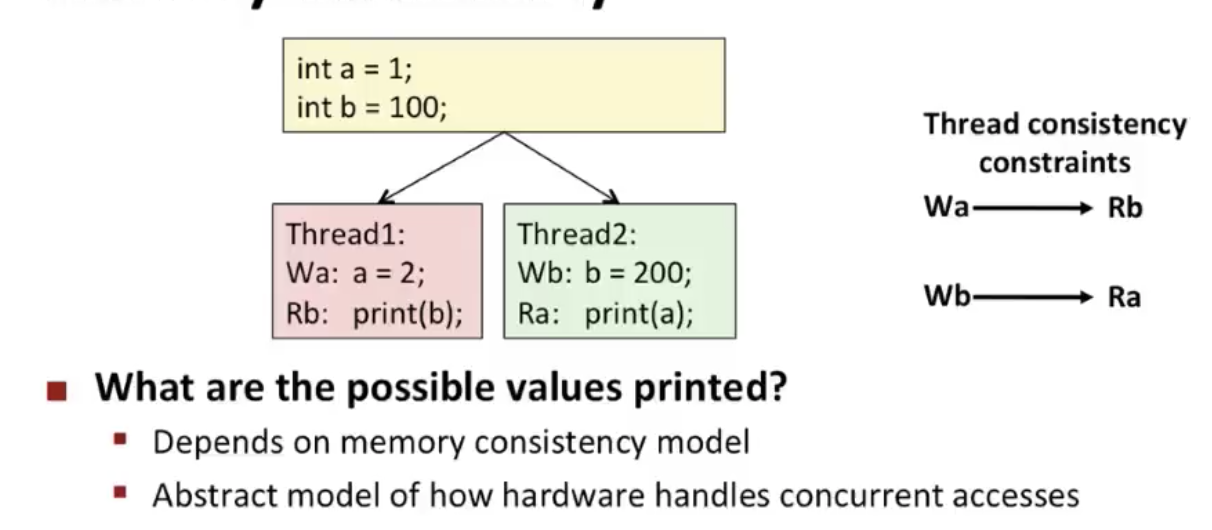 int a = 1;
int b = 100;
Thread consistency
constraints
Wa Rb
Wb Ra
Thread1:
Wa: a = 2;
Rb: print(b);
Thread2:
Wb: b = 200;
Ra: print(a);
What are the possible values printed?
Depends on memory consistency model
Abstract model of how hardware handles concurrent accesses